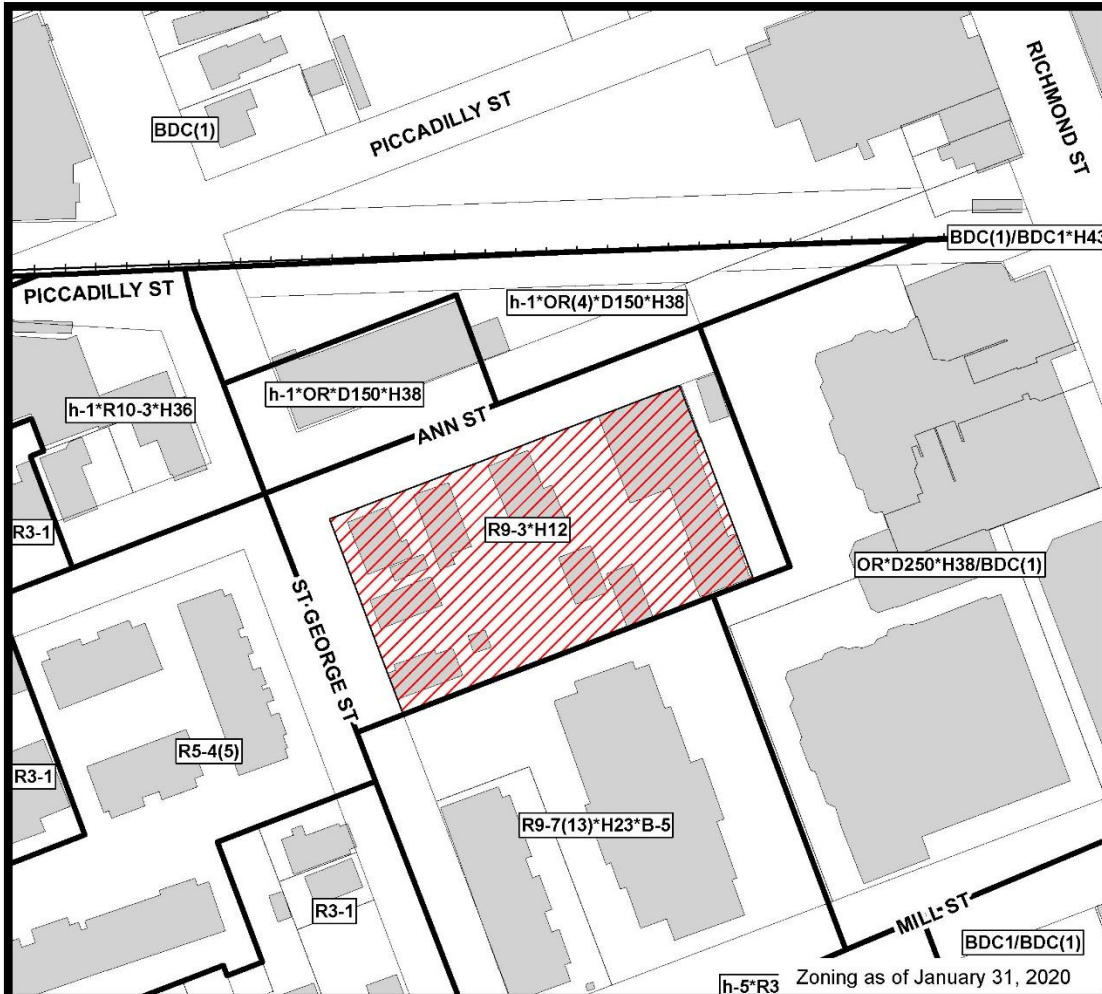 RICHMOND ST
PICCADILLY ST
BDC(1)
BDC(1)/BDC1*H43
PICCADILLY ST
h-1*OR(4)*D150*H38
h-1*OR*D150*H38
h-1*R10-3*H36
ANN ST
R9-3*H12
R3-1
OR*D250*H38/BDC(1)
ST GEORGE ST
R5-4(5)
R3-1
R9-7(13)*H23*B-5
R3-1
MILL ST
BDC1/BDC(1)
h-5*R3
Zoning as of January 31, 2020